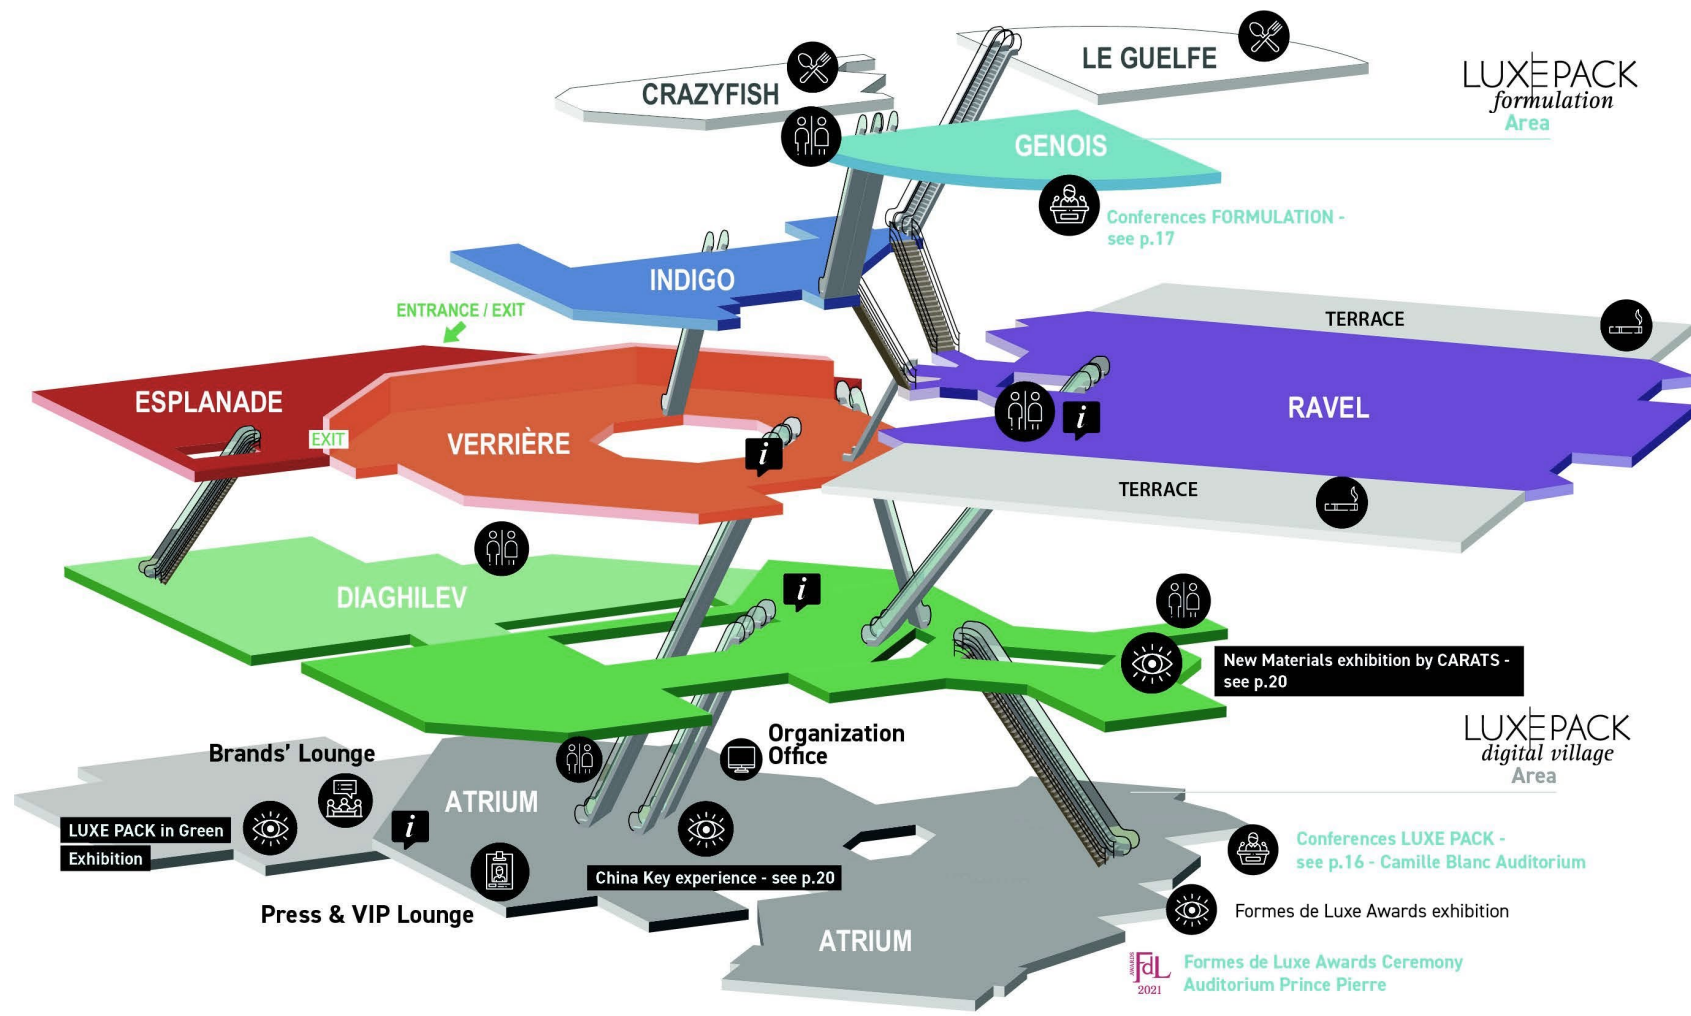 CRAZYFISH
LE GUELFE
LUXE PACK
formulation
Area
GENOIS
Conferences FORMULATION -
see p.17
INDIGO
ENTRANCE / EXIT
TERRACE
ESPLANADE
EXIT
VERRIÈRE
i
i
RAVEL
TERRACE
DIAGHILEV
i
New Materials exhibition by CARATS -
see p.20
LUXE PACK
digital village
Area
Organization
Office
Brands' Lounge
ATRIUM
i
LUXE PACK in Green
Exhibition
China Key experience - see p.20
Press & VIP Lounge
Conferences LUXE PACK -
see p.16 - Camille Blanc Auditorium
Formes de Luxe Awards exhibition
ATRIUM
AWARDS
FdL
2021
Formes de Luxe Awards Ceremony
Auditorium Prince Pierre